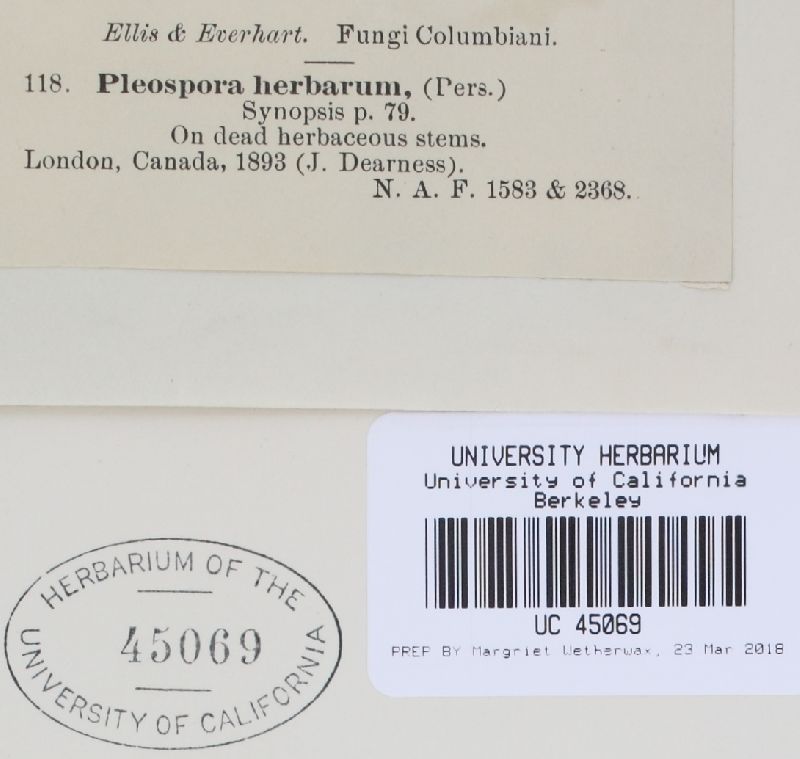 Ellis & Everhart. Fungi Columbiani.
118. Pleospora herbarum, (Pers.)
Synopsis p. 79.
On dead herbaceous stems.
London, Canada, 1893 (J. Dearness).
N. A. F. 1583 & 2368.
UNIVERSITY HERBARIUM
University of California
Berkeley
UC 45069
PREP BY Margriet Wetherwax, 23 Mar 2018
HERBARIUM OF THE
45069
UNIVERSITY OF CALIFORNIA